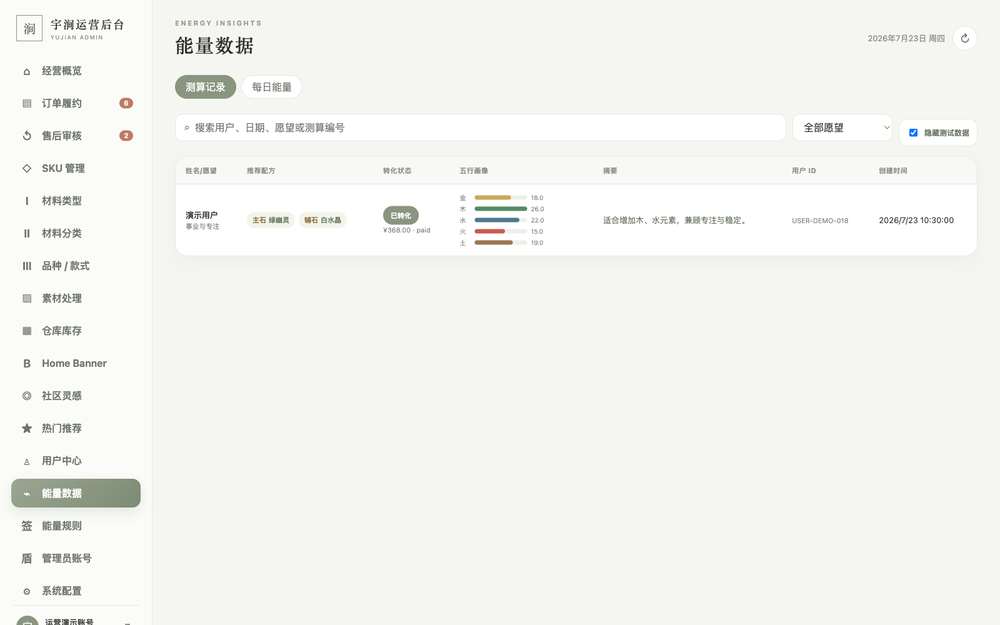 涧
宇涧运营后台
YUJIAN ADMIN
经营概览
订单履约 6
售后审核 2
SKU 管理
I 材料类型
II 材料分类
III 品种 / 款式
素材处理
仓库库存
B Home Banner
社区灵感
热门推荐
用户中心
能量数据
签 能量规则
盾 管理员账号
系统配置
运营演示账号
ENERGY INSIGHTS
能量数据
2026年7月23日 周四
测算记录 每日能量
搜索用户、日期、愿望或测算编号
全部愿望
隐藏测试数据
姓名/愿望 推荐配方 转化状态 五行画像 摘要 用户 ID 创建时间
演示用户
事业与专注
主石 绿幽灵 辅石 白水晶
已转化
¥368.00 · paid
金 18.0
木 26.0
水 22.0
火 15.0
土 19.0
适合增加木、水元素，兼顾专注与稳定。
USER-DEMO-018
2026/7/23 10:30:00